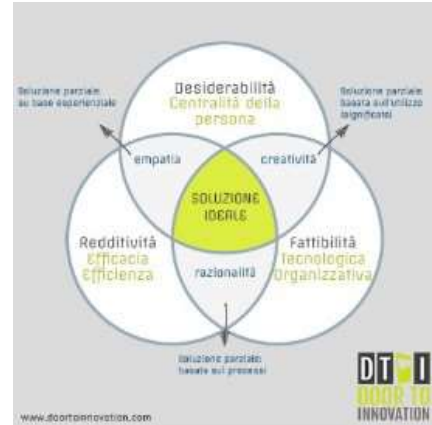 Desiderabilità
Centralità della
persona
Soluzione parziale:
su base esperienziale
Soluzione parziale:
basata sull'utilizzo
(significato)
empatia
creatività
SOLUZIONE
IDEALE
Redditività
Efficacia
Efficienza
Fattibilità
Tecnologica
Organizzativa
razionalità
Soluzione parziale:
basata sui processi
www.doortoinnovation.com
DT I
DOOR TO
INNOVATION